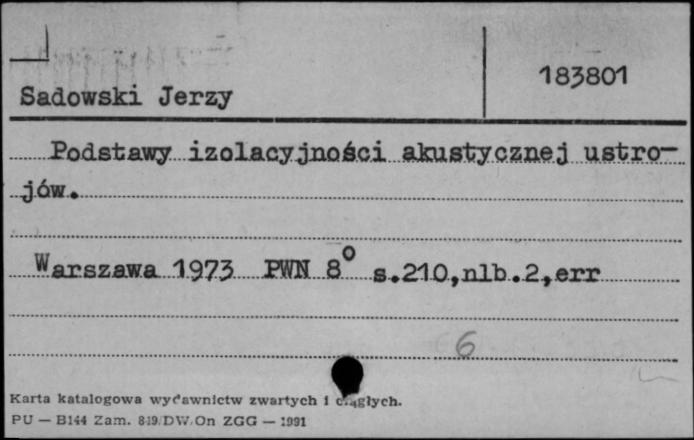 183801
Sadowski Jerzy
Podstawy izolacyjności akustycznej ustro-
jów.
Warszawa 1973 PWN 8° s.210,nlb.2,err
6
Karta katalogowa wydawnictw zwartych i ciągłych.
PU — B144 Zam. 849/DW/On ZGG — 1991